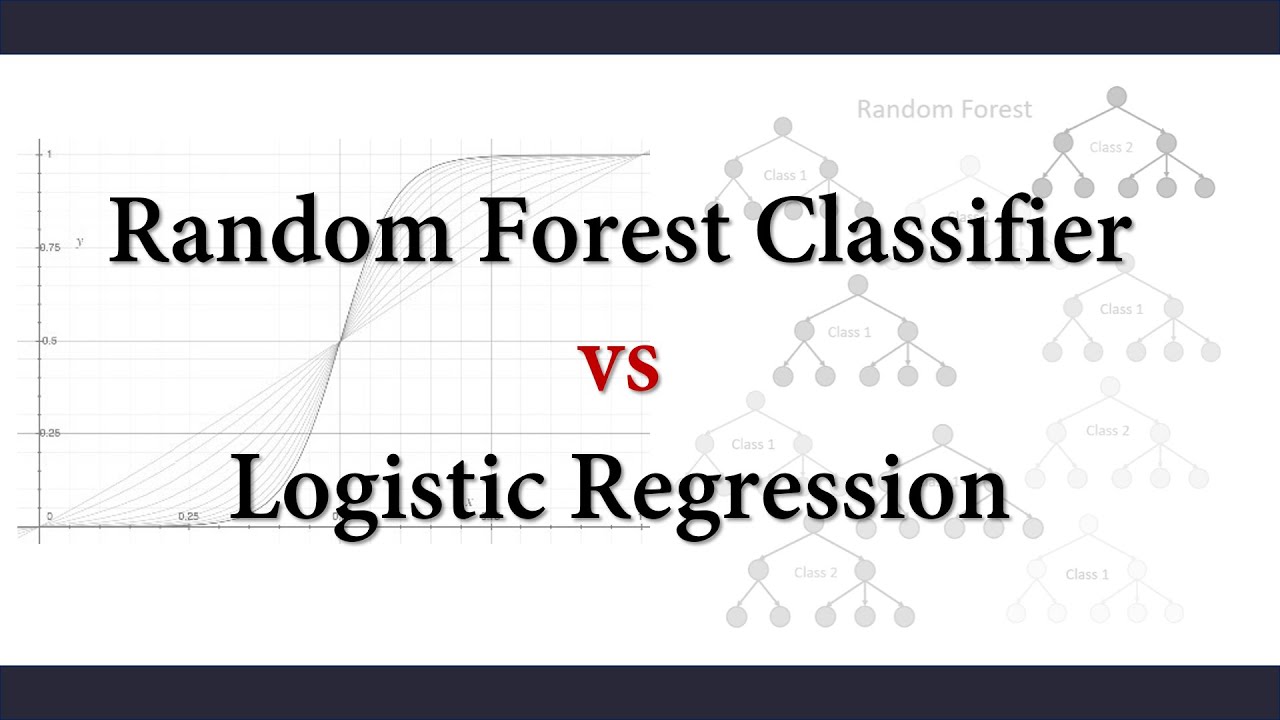 Random Forest Classifier
vs
Logistic Regression
Random Forest
Class 1
Class 2
Class 1
Class 1
Class 1
Class 2
Class 2
Class 1
1
0.75
y
0.5
0.25
0
0.25
x